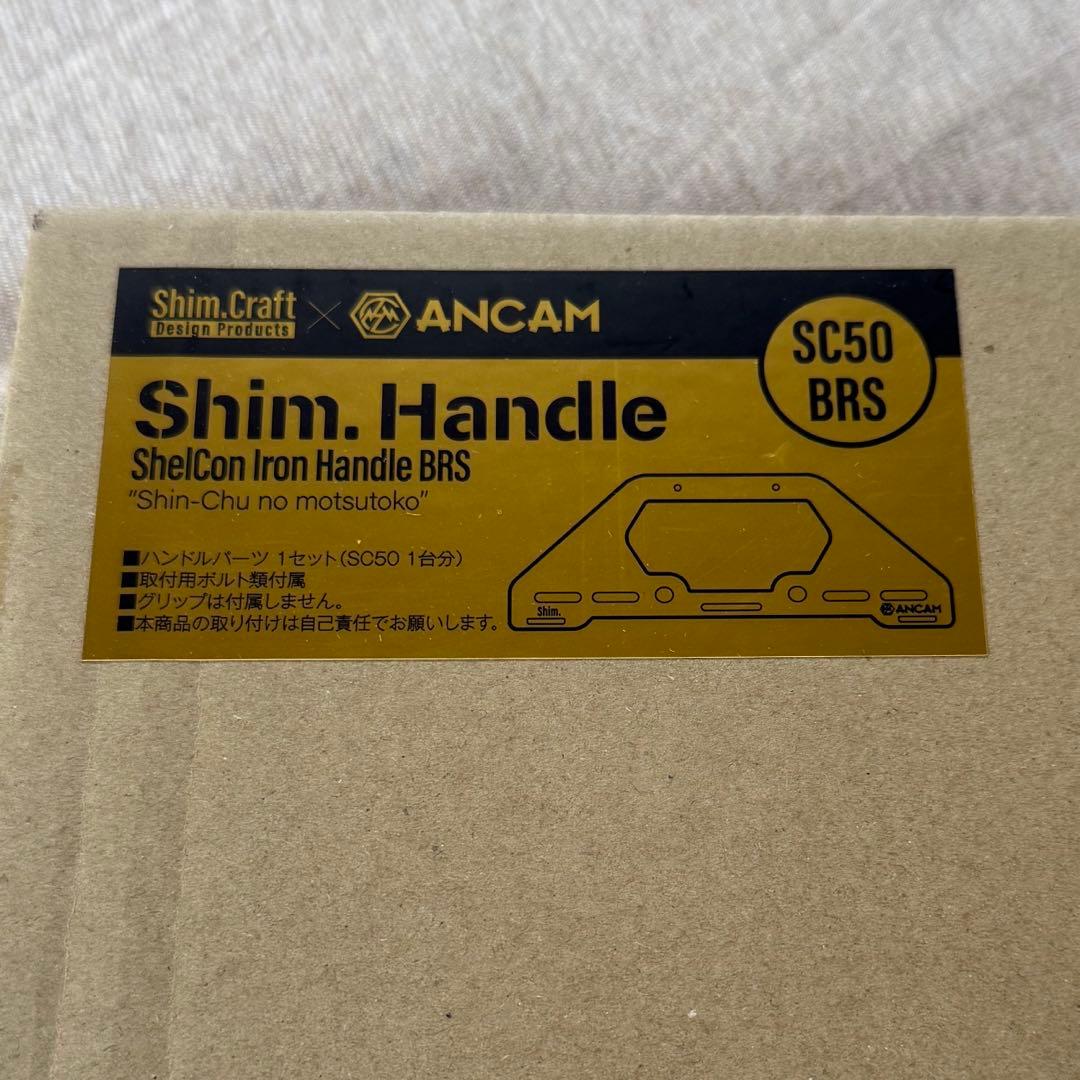 Shim.Craft × ANCAM
Design Products
SC50
BRS
Shim. Handle
ShelCon Iron Handle BRS
"Shin-Chu no motsutoko"
■ハンドルパーツ 1セット(SC50 1台分)
■取付用ボルト類付属
■グリップは付属しません。
■本商品の取り付けは自己責任でお願いします。
Shim.
ANCAM